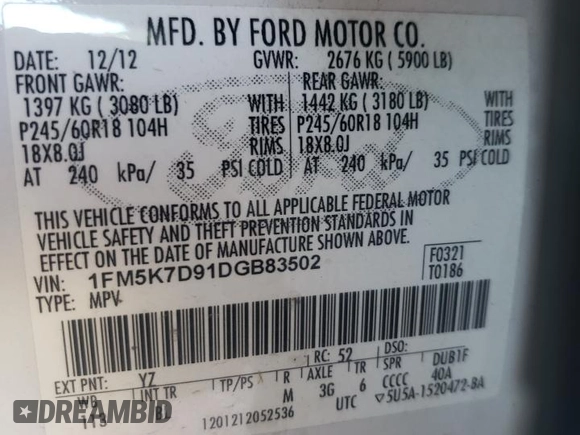 MFD. BY FORD MOTOR CO.
DATE: 12/12 GVWR: 2676 KG ( 5900 LB)
FRONT GAWR: REAR GAWR:
1397 KG ( 3080 LB) WITH 1442 KG ( 3180 LB) WITH
P245/60R18 104H TIRES P245/60R18 104H TIRES
18X8.0J RIMS 18X8.0J RIMS
AT 240 kPa/ 35 PSI COLD AT 240 kPa/ 35 PSI COLD
THIS VEHICLE CONFORMS TO ALL APPLICABLE FEDERAL MOTOR
VEHICLE SAFETY AND THEFT PREVENTION STANDARDS IN
EFFECT ON THE DATE OF MANUFACTURE SHOWN ABOVE.
VIN: 1FM5K7D91DGB83502 F0321
TYPE: MPV T0186
EXT PNT: YZ RC: 52 DSO:
WB INT TR TP/PS R AXLE TR SPR DUB1F
113 M 3G 6 CCCC 40A
1201212052536 UTC ▽5U5A-1520472-BA
RIDESAFELY